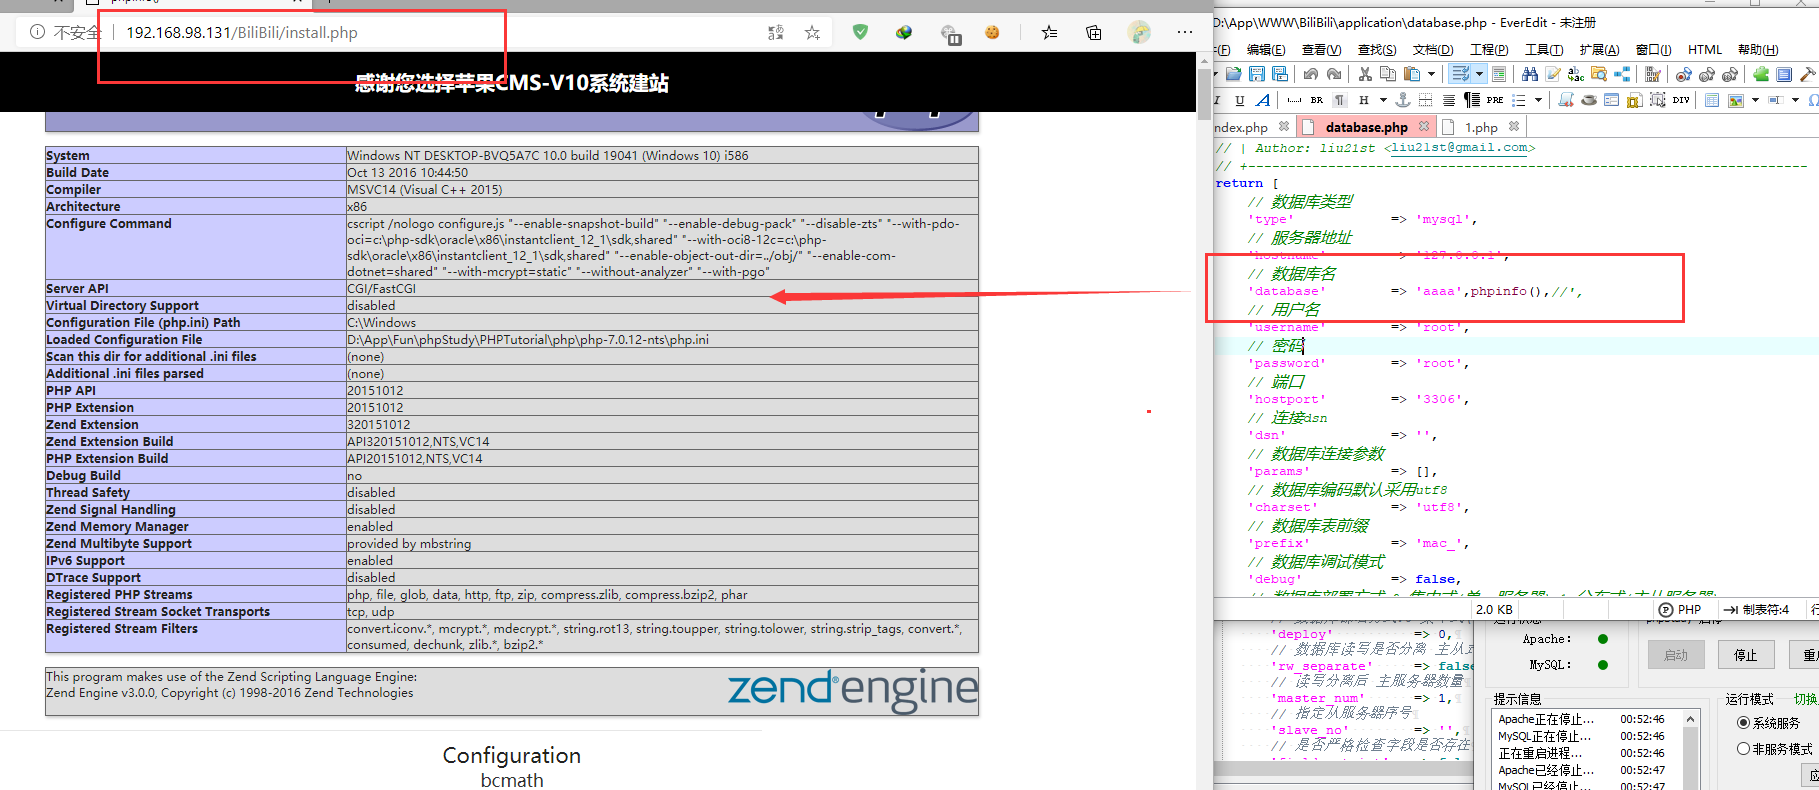 不安全
192.168.98.131/BiliBili/install.php
感谢您选择苹果CMS-V10系统建站
System Windows NT DESKTOP-BVQ5A7C 10.0 build 19041 (Windows 10) i586
Build Date Oct 13 2016 10:44:50
Compiler MSVC14 (Visual C++ 2015)
Architecture x86
Configure Command cscript /nologo configure.js "--enable-snapshot-build" "--enable-debug-pack" "--disable-zts" "--with-pdo-
oci=c:\php-sdk\oracle\x86\instantclient_12_1\sdk,shared" "--with-oci8-12c=c:\php-
sdk\oracle\x86\instantclient_12_1\sdk,shared" "--enable-object-out-dir=../obj/" "--enable-com-
dotnet=shared" "--with-mcrypt=static" "--without-analyzer" "--with-pgo"
Server API CGI/FastCGI
Virtual Directory Support disabled
Configuration File (php.ini) Path C:\Windows
Loaded Configuration File D:\App\Fun\phpStudy\PHPTutorial\php\php-7.0.12-nts\php.ini
Scan this dir for additional .ini files (none)
Additional .ini files parsed (none)
PHP API 20151012
PHP Extension 20151012
Zend Extension 320151012
Zend Extension Build API320151012,NTS,VC14
PHP Extension Build API20151012,NTS,VC14
Debug Build no
Thread Safety disabled
Zend Signal Handling disabled
Zend Memory Manager enabled
Zend Multibyte Support provided by mbstring
IPv6 Support enabled
DTrace Support disabled
Registered PHP Streams php, file, glob, data, http, ftp, zip, compress.zlib, compress.bzip2, phar
Registered Stream Socket Transports tcp, udp
Registered Stream Filters convert.iconv.*, mcrypt.*, mdecrypt.*, string.rot13, string.toupper, string.tolower, string.strip_tags, convert.*,
consumed, dechunk, zlib.*, bzip2.*
This program makes use of the Zend Scripting Language Engine:
Zend Engine v3.0.0, Copyright (c) 1998-2016 Zend Technologies
zend engine
Configuration
bcmath
D:\App\WWW\BiliBili\application\database.php - EverEdit - 未注册
(F) 编辑(E) 查看(V) 查找(S) 文档(D) 工程(P) 工具(T) 扩展(A) 窗口(I) HTML 帮助(H)
I U A BR ¶ H PRE DIV
ndex.php database.php 1.php
// | Author: liu21st <liu21st@gmail.com>
// +----------------------------------------------------------------------
return [
// 数据库类型
'type' => 'mysql',
// 服务器地址
'hostname' => '127.0.0.1',
// 数据库名
'database' => 'aaaa',phpinfo(),//',
// 用户名
'username' => 'root',
// 密码
'password' => 'root',
// 端口
'hostport' => '3306',
// 连接dsn
'dsn' => '',
// 数据库连接参数
'params' => [],
// 数据库编码默认采用utf8
'charset' => 'utf8',
// 数据库表前缀
'prefix' => 'mac_',
// 数据库调试模式
'debug' => false,
2.0 KB PHP 制表符:4 行
'deploy' => 0,
// 数据库读写是否分离 主从式
'rw_separate' => false
// 读写分离后 主服务器数量
'master_num' => 1,
// 指定从服务器序号
'slave_no' => '',
// 是否严格检查字段是否存在
Apache:
MySQL:
启动 停止 重
提示信息
Apache正在停止... 00:52:46
MySQL正在停止... 00:52:46
正在重启进程... 00:52:46
Apache已经停止... 00:52:47
MySQL已经停止... 00:52:47
运行模式 切换
系统服务
非服务模式
应